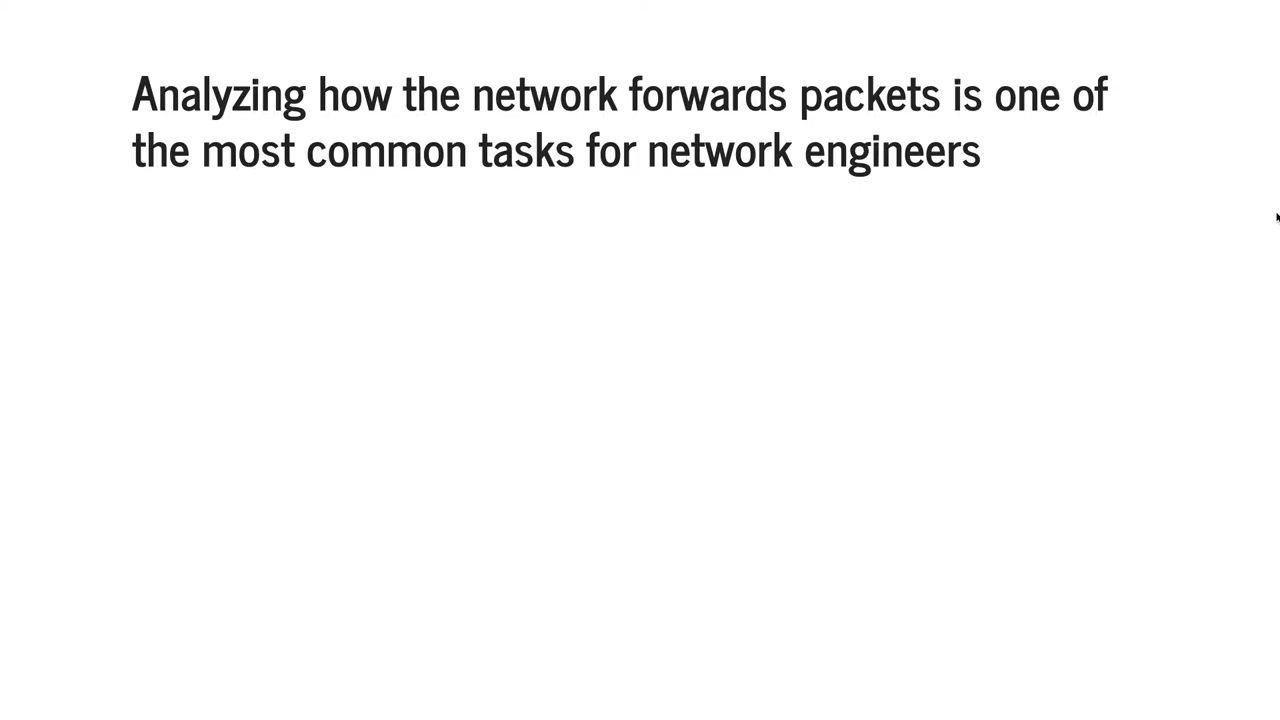 Analyzing how the network forwards packets is one of
the most common tasks for network engineers